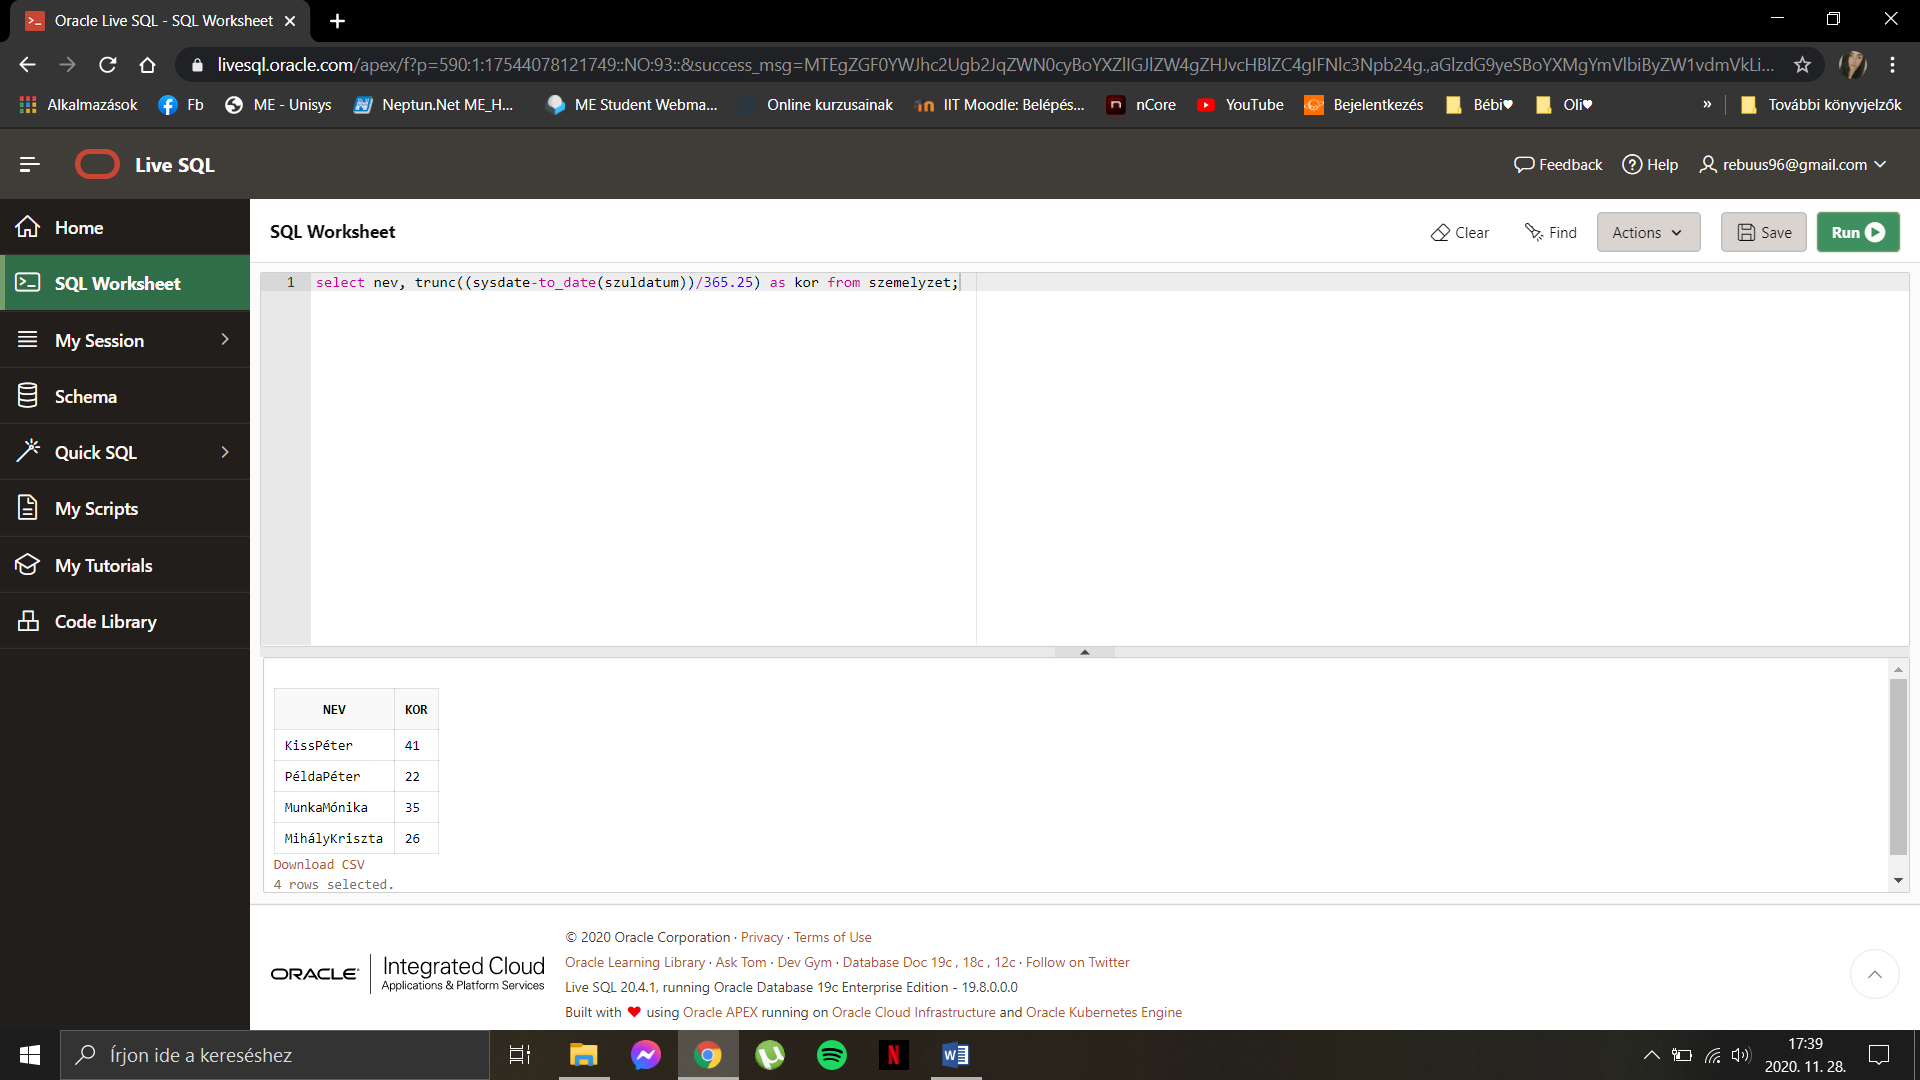 Oracle Live SQL - SQL Worksheet
livesql.oracle.com/apex/f?p=590:1:17544078121749::NO:93::&success_msg=MTEgZGF0YWJhc2Ugb2JqZWN0cyBoYXZlIGJlZW4gZHJvcHBlZC4gIFNlc3Npb24g.,aGlzdG9yeSBoYXMgYmVlbiByZW1vdmVkLi...
Alkalmazások Fb ME - Unisys Neptun.Net ME_H... ME Student Webma... Online kurzusainak IIT Moodle: Belépés... nCore YouTube Bejelentkezés Bébi♥ Oli♥ » További könyvjelzők
Live SQL Feedback Help rebuus96@gmail.com
Home
SQL Worksheet
My Session
Schema
Quick SQL
My Scripts
My Tutorials
Code Library
SQL Worksheet Clear Find Actions Save Run
1 select nev, trunc((sysdate-to_date(szuldatum))/365.25) as kor from szemelyzet;
NEV KOR
KissPéter 41
PéldaPéter 22
MunkaMónika 35
MihályKriszta 26
Download CSV
4 rows selected.
ORACLE Integrated Cloud
Applications & Platform Services
© 2020 Oracle Corporation · Privacy · Terms of Use
Oracle Learning Library · Ask Tom · Dev Gym · Database Doc 19c , 18c , 12c · Follow on Twitter
Live SQL 20.4.1, running Oracle Database 19c Enterprise Edition - 19.8.0.0.0
Built with ♥ using Oracle APEX running on Oracle Cloud Infrastructure and Oracle Kubernetes Engine
Írjon ide a kereséshez
17:39
2020. 11. 28.